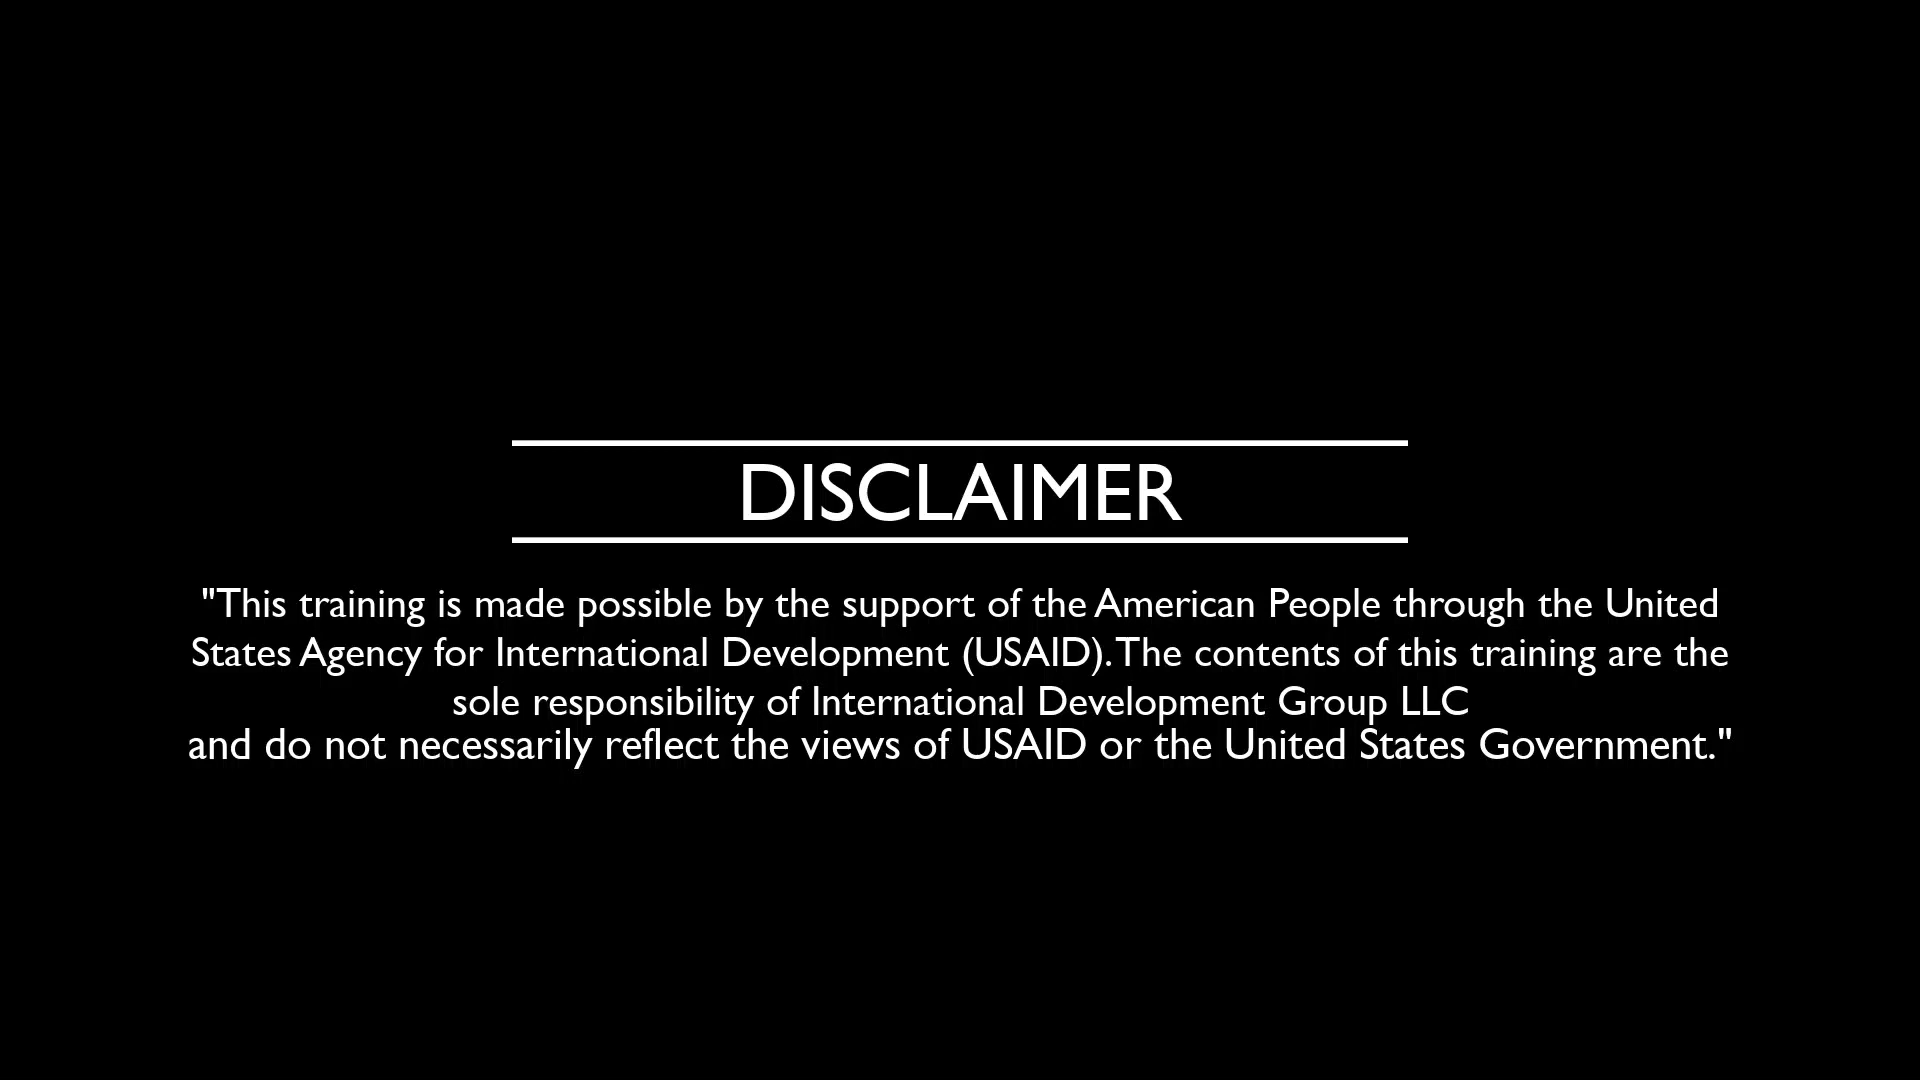 DISCLAIMER
"This training is made possible by the support of the American People through the United
States Agency for International Development (USAID). The contents of this training are the
sole responsibility of International Development Group LLC
and do not necessarily reflect the views of USAID or the United States Government."